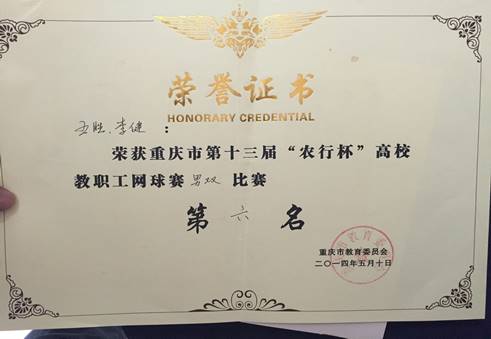 荣誉证书
HONORARY CREDENTIAL
王胜、李健：
荣获重庆市第十三届“农行杯”高校
教职工网球赛男双比赛
第六名
重庆市教育委员会
二〇一四年五月十日